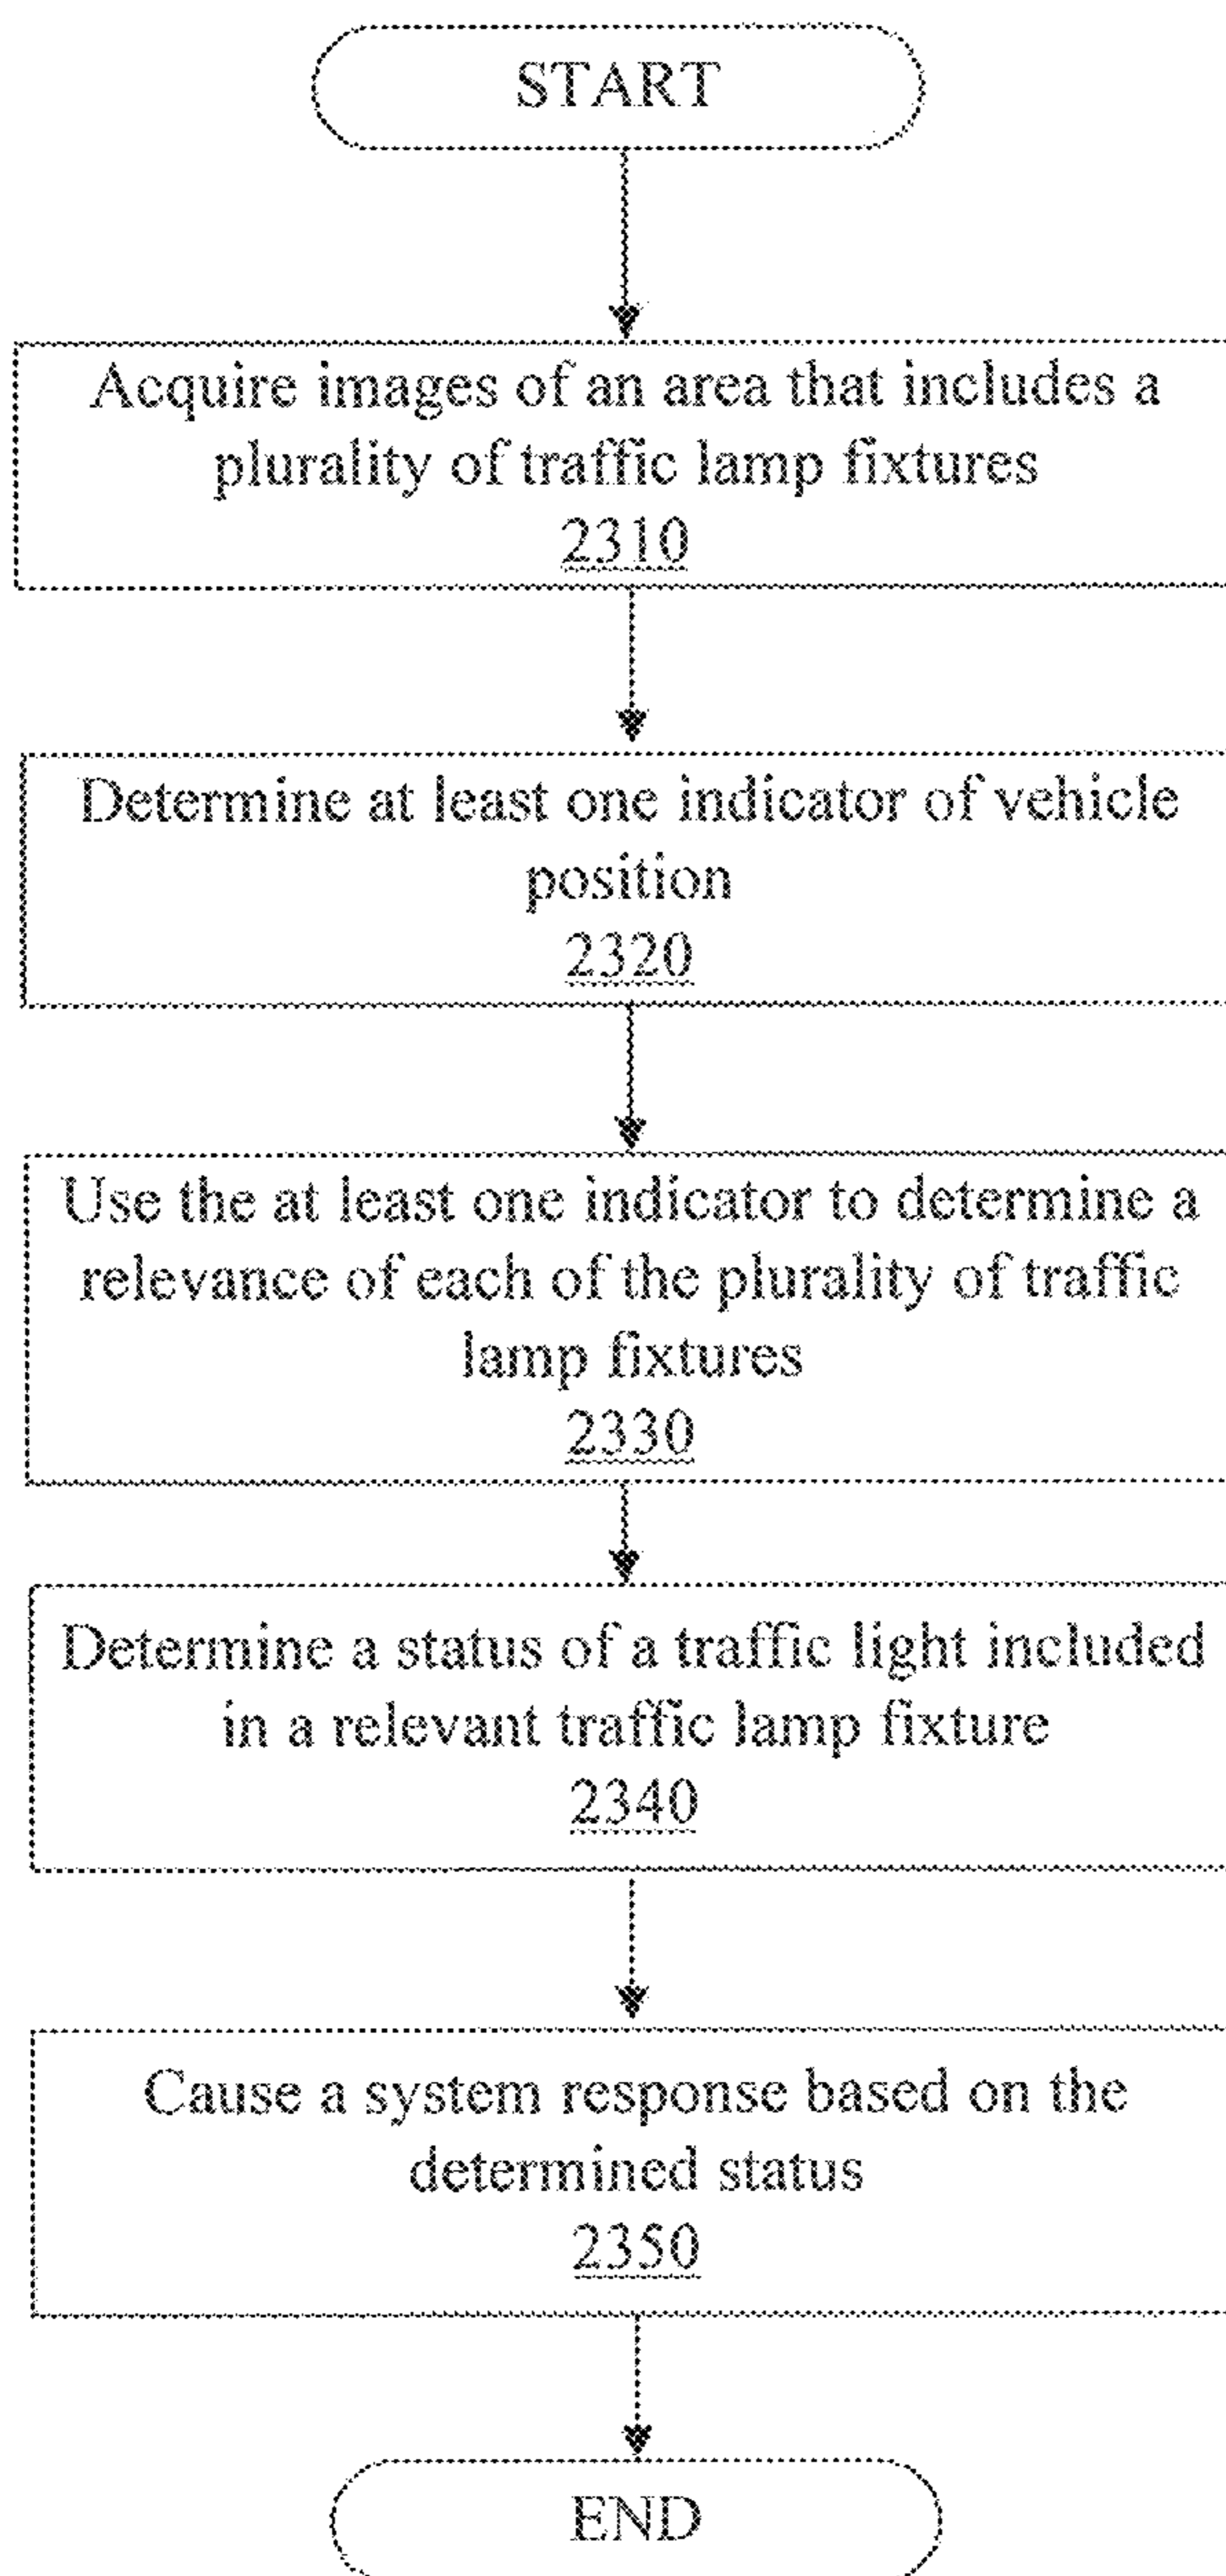 START
Acquire images of an area that includes a
plurality of traffic lamp fixtures
2310
Determine at least one indicator of vehicle
position
2320
Use the at least one indicator to determine a
relevance of each of the plurality of traffic
lamp fixtures
2330
Determine a status of a traffic light included
in a relevant traffic lamp fixture
2340
Cause a system response based on the
determined status
2350
END